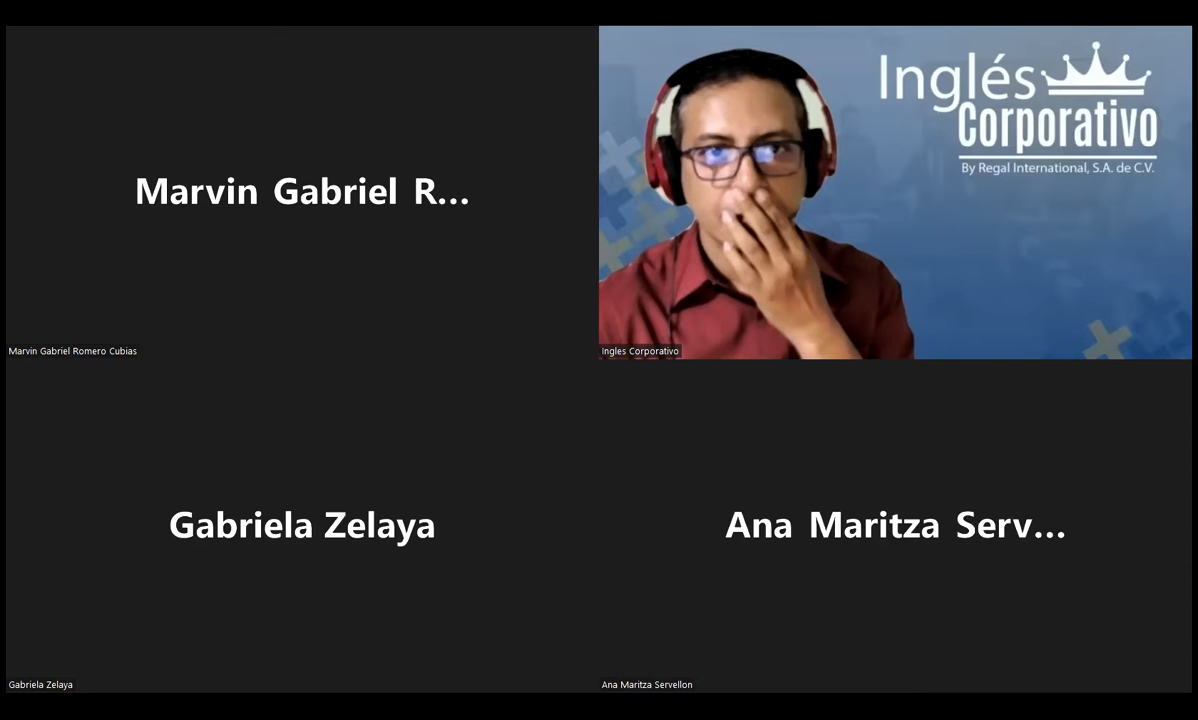 Marvin Gabriel R...
Marvin Gabriel Romero Cubias
Inglés
Corporativo
By Regal International, S.A. de C.V.
Ingles Corporativo
Gabriela Zelaya
Gabriela Zelaya
Ana Maritza Serv...
Ana Maritza Servellon